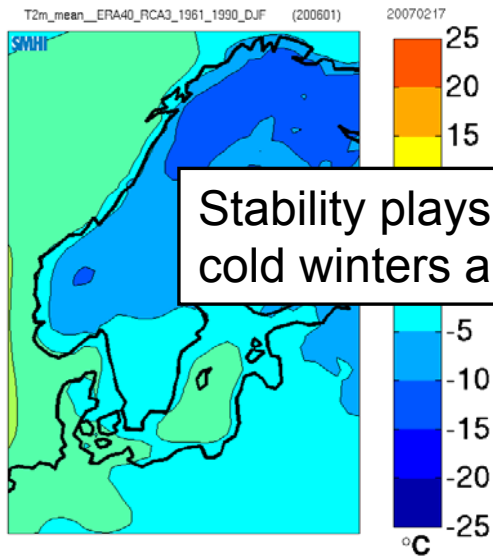 T2m_mean__ERA40_RCA3_1961_1990_DJF (200601) 20070217
SMHI
25
20
15
Stability plays
cold winters a
-5
-10
-15
-20
-25
°C